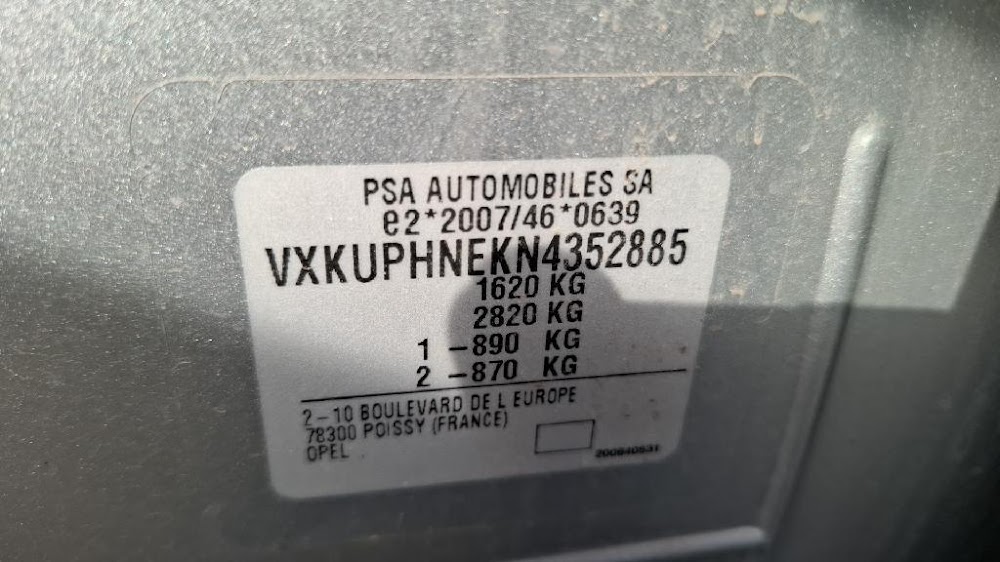 PSA AUTOMOBILES SA
e2*2007/46*0639
VXKUPHNEKN4352885
1620 KG
2820 KG
1 -890 KG
2 -870 KG
2-10 BOULEVARD DE L EUROPE
78300 POISSY (FRANCE)
OPEL